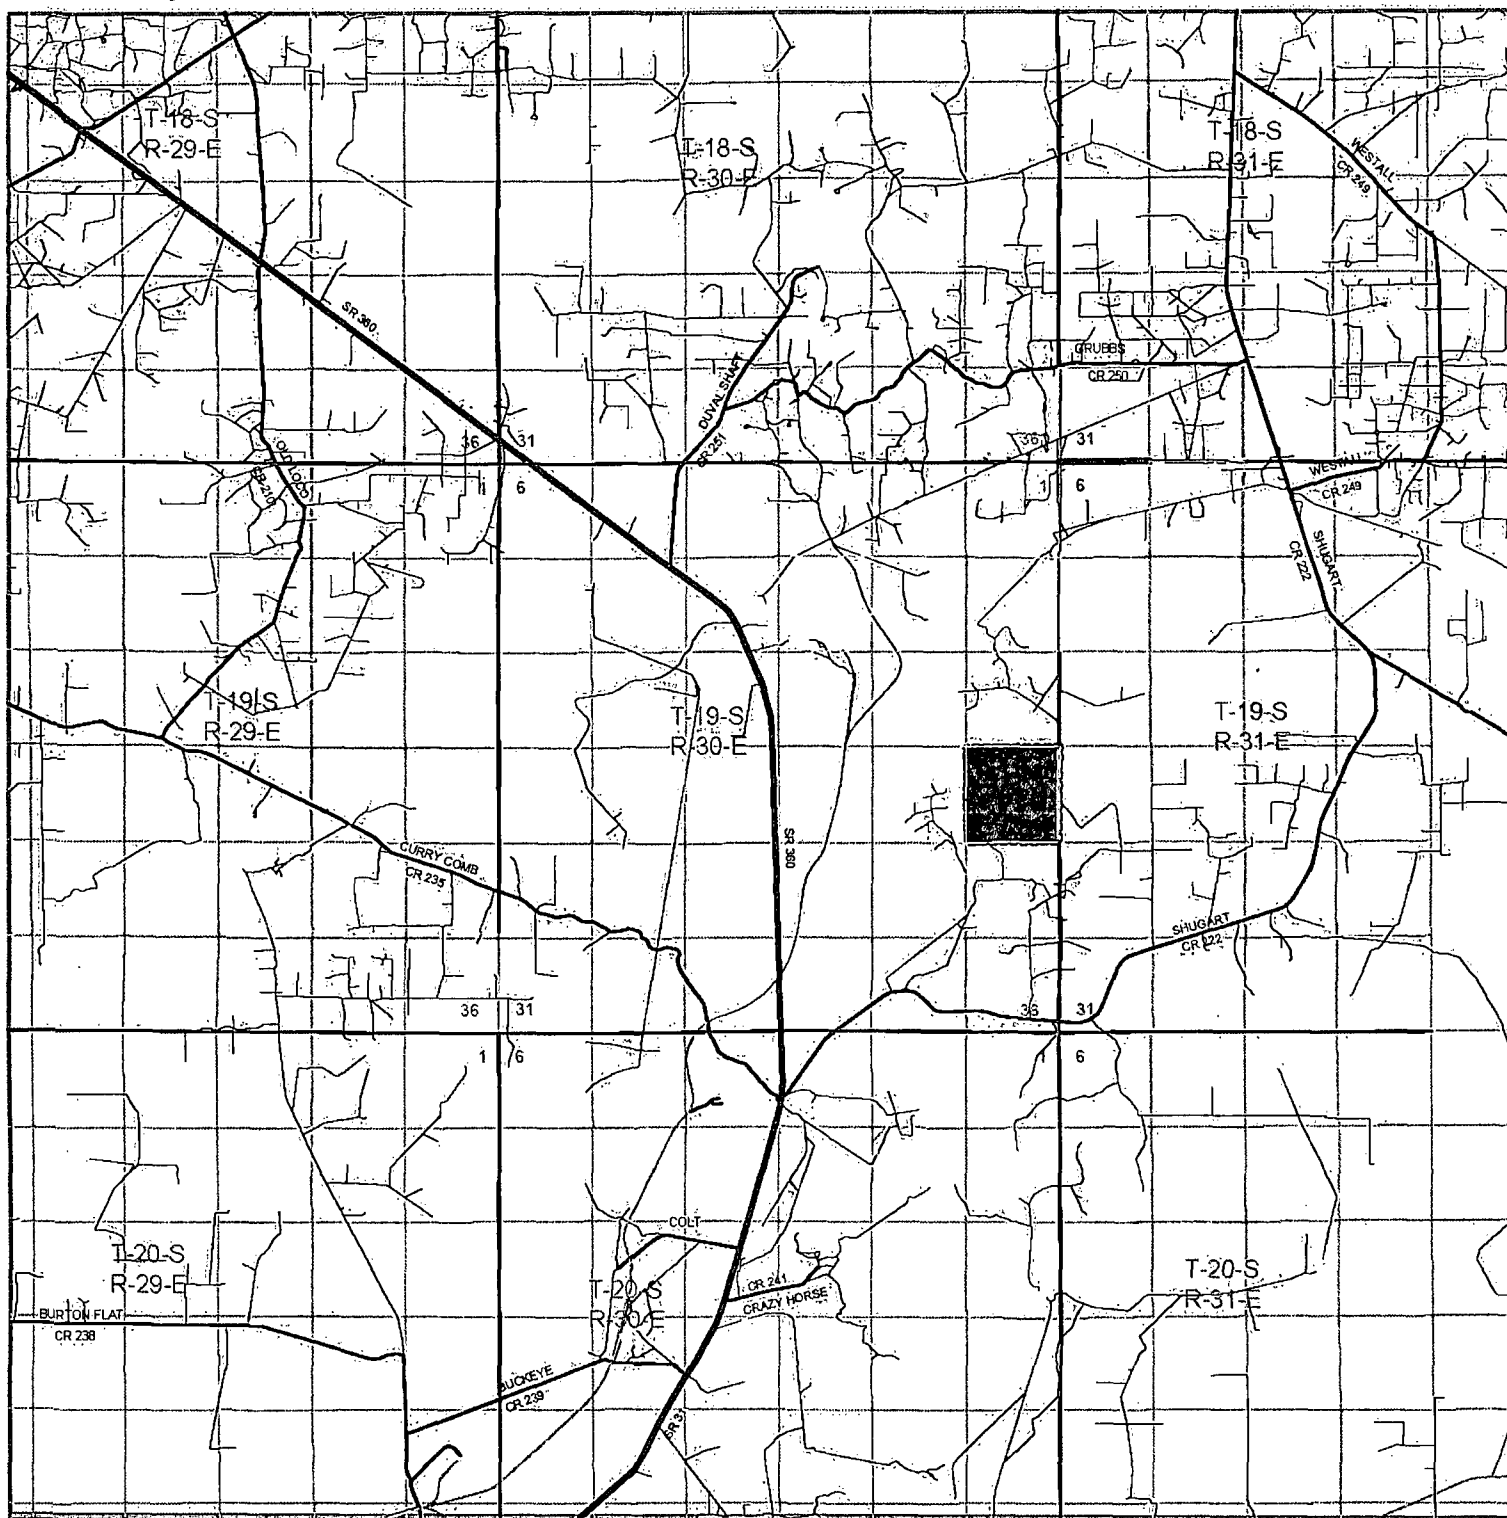 T-18-S
R-29-E
T-18-S
R-30-E
T-18-S
R-31-E
WESTALL
CR 249
SR 360
DUVAL SHAFT
CR 251
GRUBBS
CR 250
36 31
36 31
OLD LOCO
CR 210
1 6
1 6
WESTALL
CR 249
SHUGART
CR 222
T-19-S
R-29-E
T-19-S
R-30-E
T-19-S
R-31-E
SR 360
CURRY COMB
CR 235
SHUGART
CR 222
36 31
36 31
1 6
1 6
COLT
T-20-S
R-29-E
T-20-S
R-30-E
T-20-S
R-31-E
CR 241
CRAZY HORSE
BURTON FLAT
CR 238
BUCKEYE
CR 239
SR 31